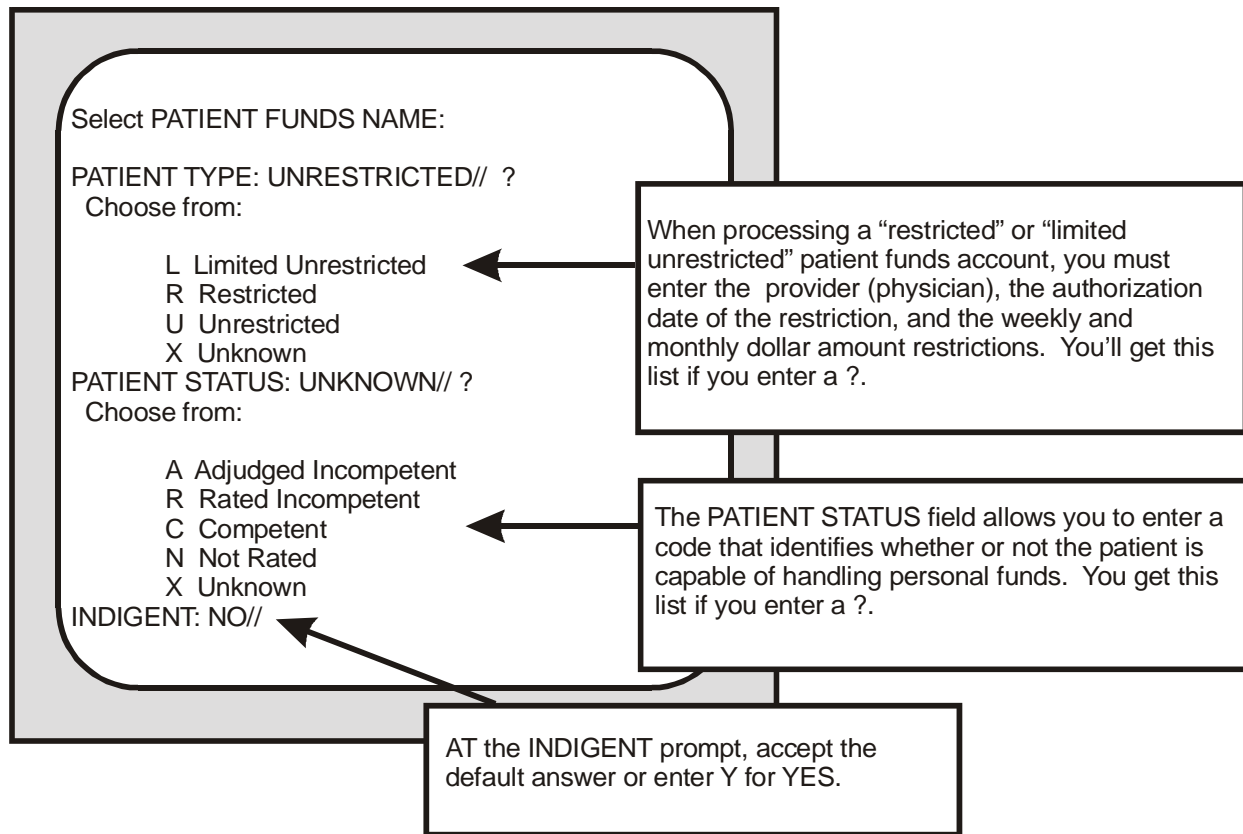 Select PATIENT FUNDS NAME:
PATIENT TYPE: UNRESTRICTED// ?
Choose from:
L Limited Unrestricted
R Restricted
U Unrestricted
X Unknown
PATIENT STATUS: UNKNOWN// ?
Choose from:
A Adjudged Incompetent
R Rated Incompetent
C Competent
N Not Rated
X Unknown
INDIGENT: NO//
When processing a “restricted” or “limited
unrestricted” patient funds account, you must
enter the provider (physician), the authorization
date of the restriction, and the weekly and
monthly dollar amount restrictions. You’ll get this
list if you enter a ?.
The PATIENT STATUS field allows you to enter a
code that identifies whether or not the patient is
capable of handling personal funds. You get this
list if you enter a ?.
AT the INDIGENT prompt, accept the
default answer or enter Y for YES.